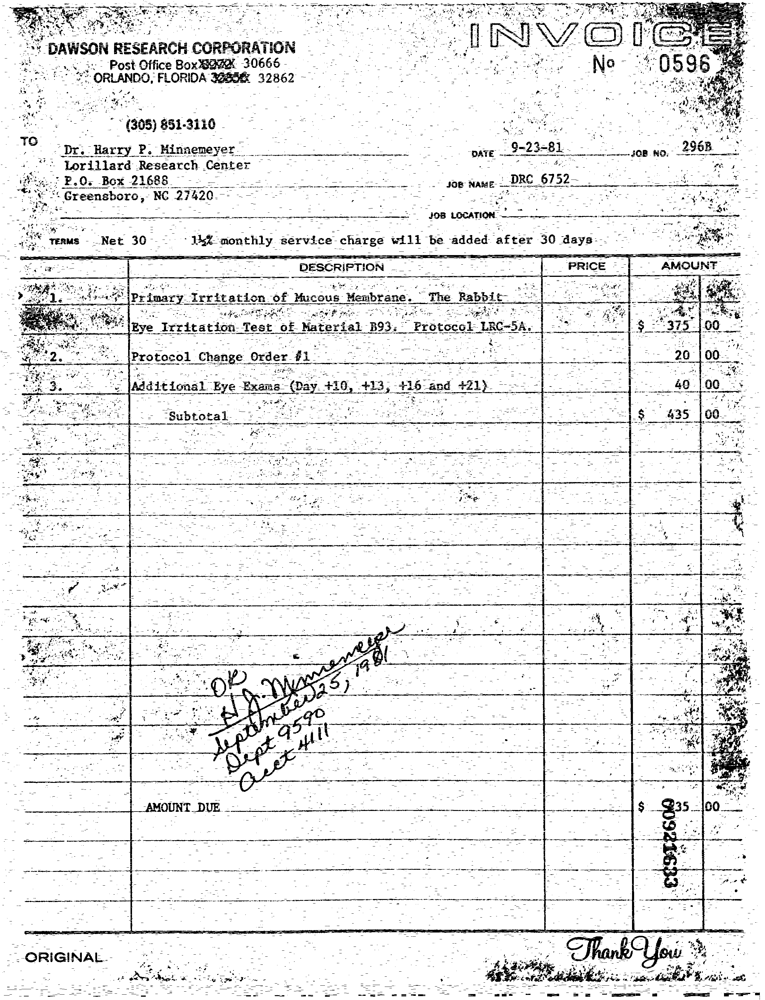 INVOICE
DAWSON RESEARCH CORPORATION
Post Office Box 30666
ORLANDO, FLORIDA 32862
No 0596
(305) 851-3110
TO
Dr. Harry P. Minnemeyer
Lorillard Research Center
P.O. Box 21688
Greensboro, NC 27420
DATE 9-23-81 JOB NO. 296B
JOB NAME DRC 6752
JOB LOCATION
TERMS Net 30 1½% monthly service charge will be added after 30 days
DESCRIPTION PRICE AMOUNT
1. Primary Irritation of Mucous Membrane. The Rabbit
Eye Irritation Test of Material B93. Protocol LRC-5A. $ 375 00
2. Protocol Change Order #1 20 00
3. Additional Eye Exams (Day +10, +13, +16 and +21) 40 00
Subtotal $ 435 00
OK
H.J. Minnemeyer
September 25, 1981
Dept 9590
Acct 4111
AMOUNT DUE $ 35 00
00921633
ORIGINAL
Thank You